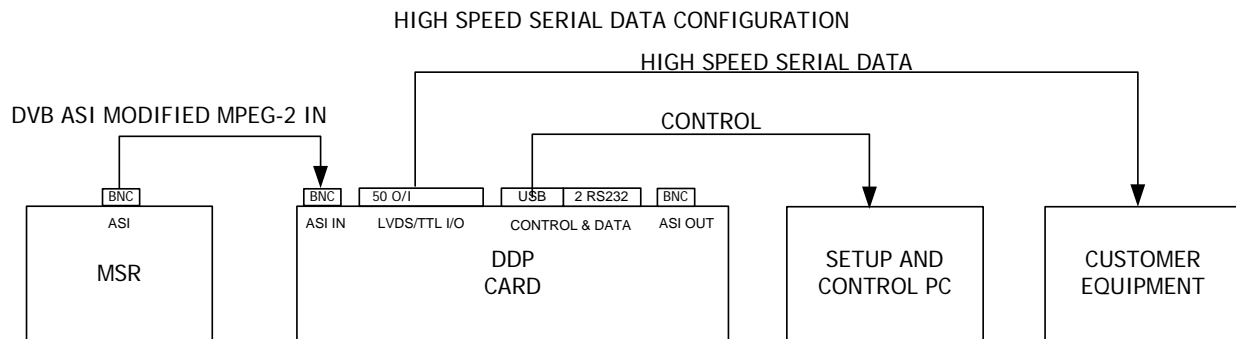 HIGH SPEED SERIAL DATA CONFIGURATION
HIGH SPEED SERIAL DATA
DVB ASI MODIFIED MPEG-2 IN
CONTROL
BNC
BNC
50 O/I
USB
2 RS232
BNC
ASI
ASI IN
LVDS/TTL I/O
CONTROL & DATA
ASI OUT
MSR
DDP
CARD
SETUP AND
CONTROL PC
CUSTOMER
EQUIPMENT